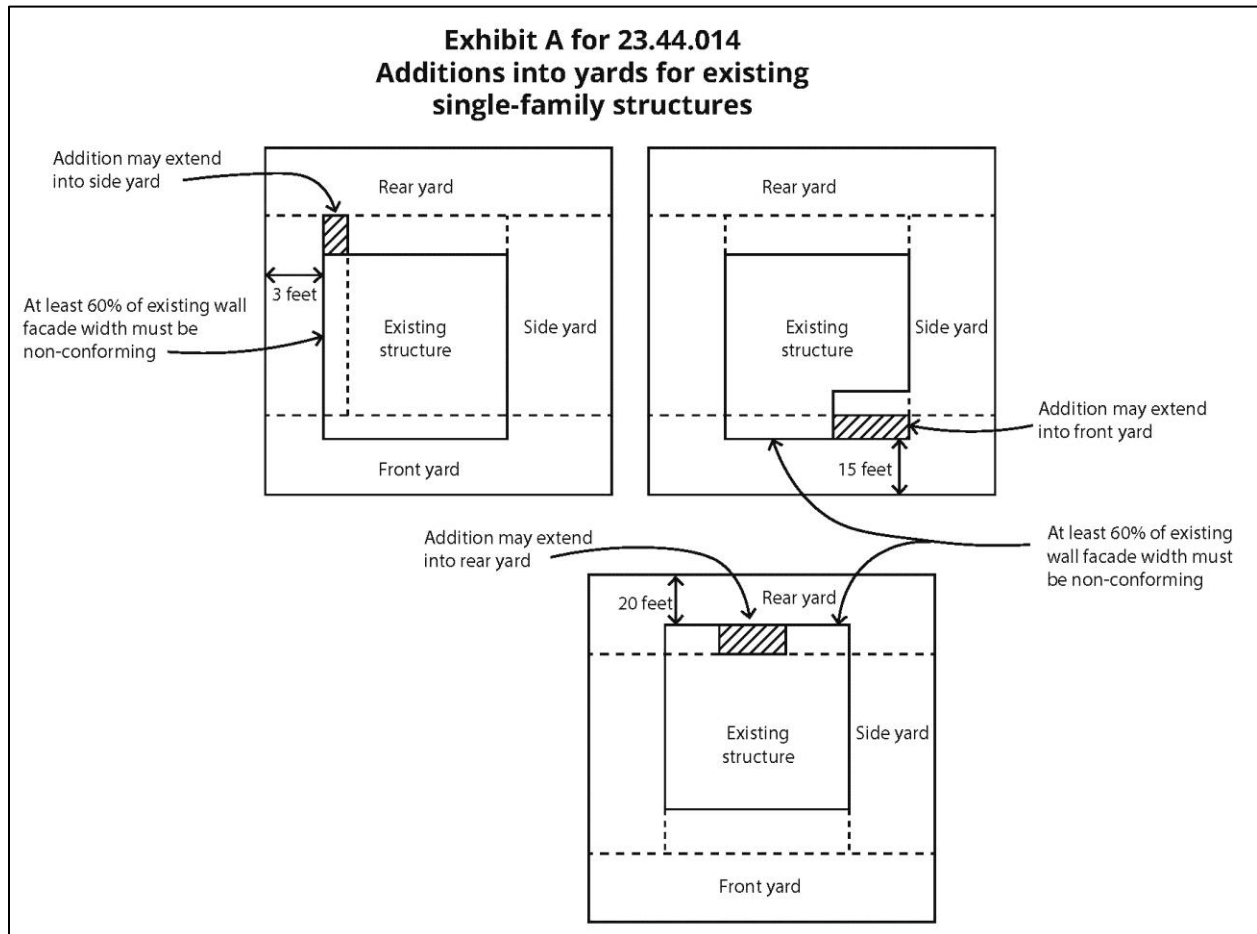 Exhibit A for 23.44.014
Additions into yards for existing
single-family structures
Addition may extend
into side yard
Rear yard
3 feet
At least 60% of existing wall
facade width must be
non-conforming
Existing
structure
Side yard
Front yard
Rear yard
Existing
structure
Side yard
Addition may extend
into front yard
15 feet
At least 60% of existing
wall facade width must
be non-conforming
Addition may extend
into rear yard
20 feet
Rear yard
Existing
structure
Side yard
Front yard